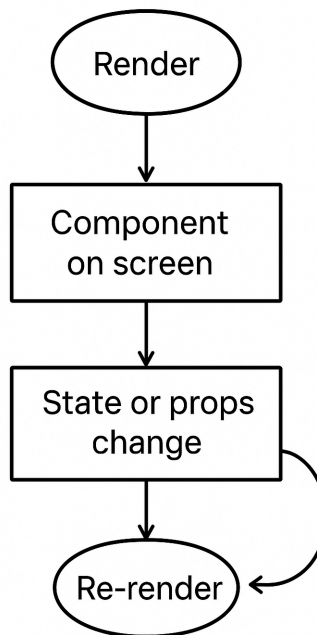 Render
Component
on screen
State or props
change
Re-render